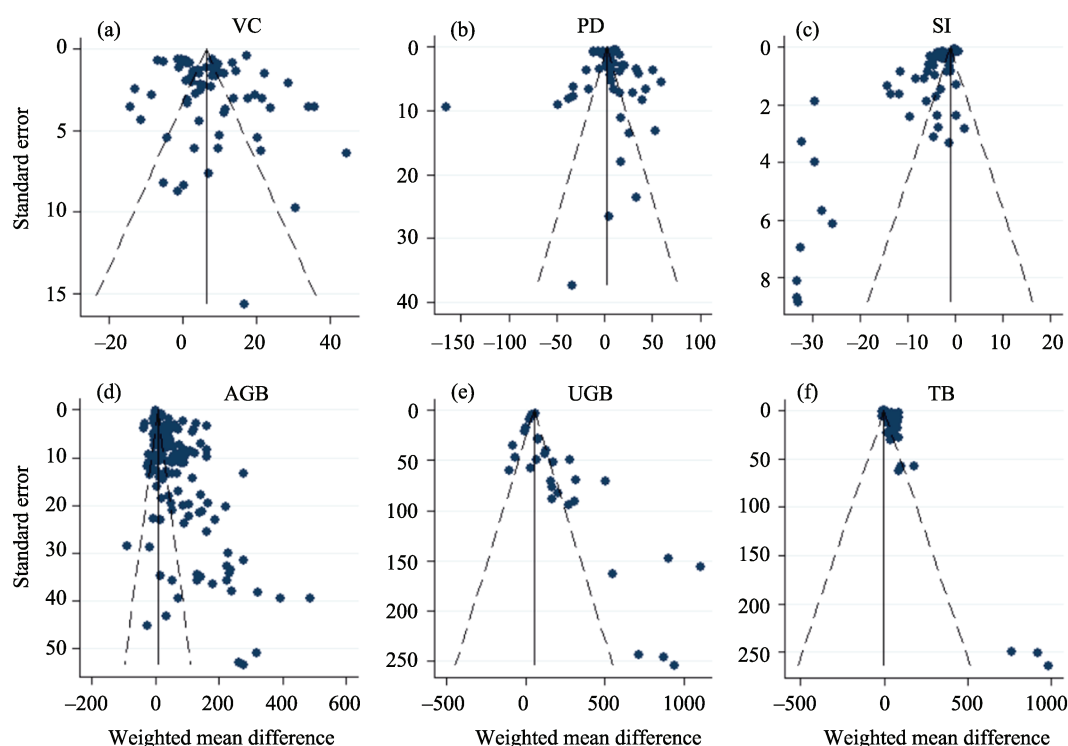 (a) VC
(b) PD
(c) SI
0
5
10
15
–20 0 20 40
0
10
20
30
40
–150 –100 –50 0 50 100
0
2
4
6
8
–30 –20 –10 0 10 20
Standard error
(d) AGB
(e) UGB
(f) TB
0
10
20
30
40
50
–200 0 200 400 600
0
50
100
150
200
250
–500 0 500 1000
0
50
100
150
200
250
–500 0 500 1000
Standard error
Weighted mean difference
Weighted mean difference
Weighted mean difference